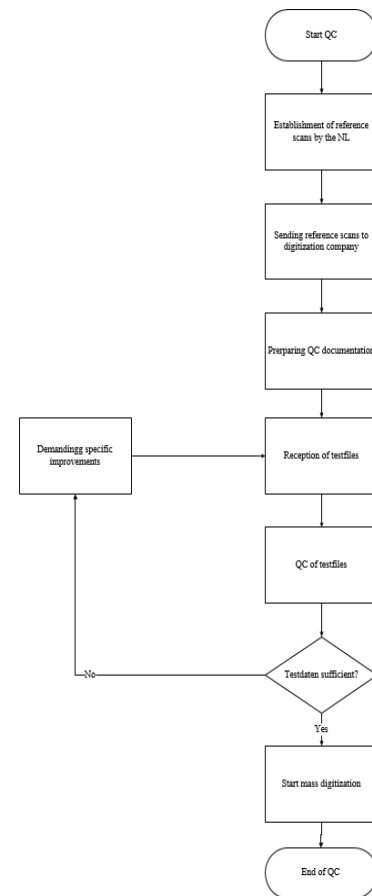 Start QC
Establishment of reference
scans by the NL
Sending reference scans to
digitization company
Prerparing QC documentation
Demandingg specific
improvements
Reception of testfiles
QC of testfiles
Testdaten sufficient?
No
Yes
Start mass digitization
End of QC